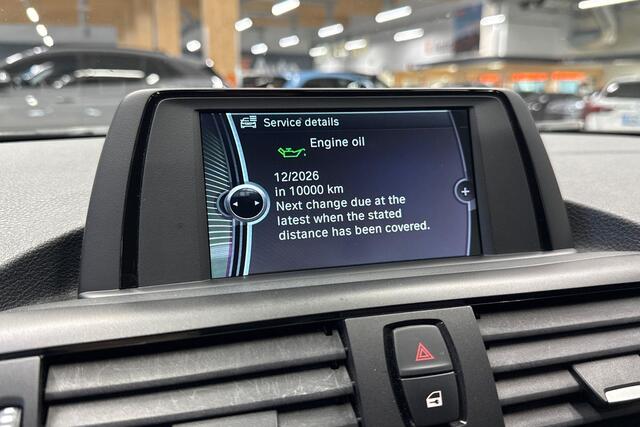 Service details
Engine oil
12/2026
in 10000 km
Next change due at the
latest when the stated
distance has been covered.
+